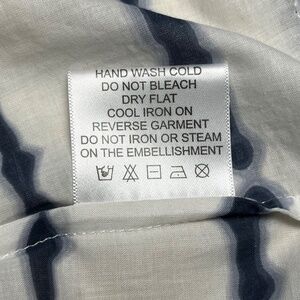 HAND WASH COLD
DO NOT BLEACH
DRY FLAT
COOL IRON ON
REVERSE GARMENT
DO NOT IRON OR STEAM
ON THE EMBELLISHMENT